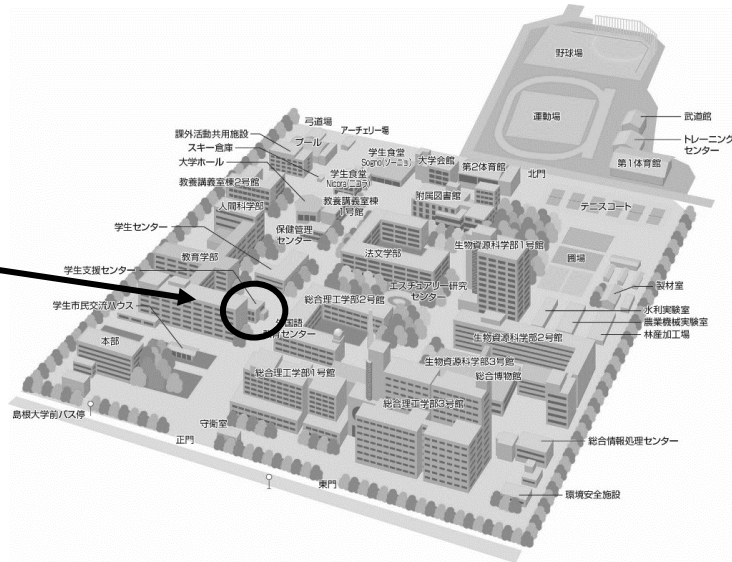 野球場
運動場
武道館
トレーニング
センター
第1体育館
弓道場
アーチェリー場
課外活動共用施設
プール
スキー倉庫
大学ホール
学生食堂
Sogno(ソーニョ)
大学会館
第2体育館
北門
学生食堂
Nicora(ニコラ)
教養講義室棟2号館
附属図書館
教養講義室棟
1号館
テニスコート
人間科学部
学生センター
保健管理
センター
法文学部
生物資源科学部1号館
教育学部
圃場
学生支援センター
エスチュアリー研究
センター
製材室
総合理工学部2号館
学生市民交流ハウス
水利実験室
外国語
センター
農業機械実験室
本部
生物資源科学部2号館
林産加工場
生物資源科学部3号館
総合理工学部1号館
総合博物館
総合理工学部3号館
島根大学前バス停
守衛室
正門
総合情報処理センター
東門
環境安全施設